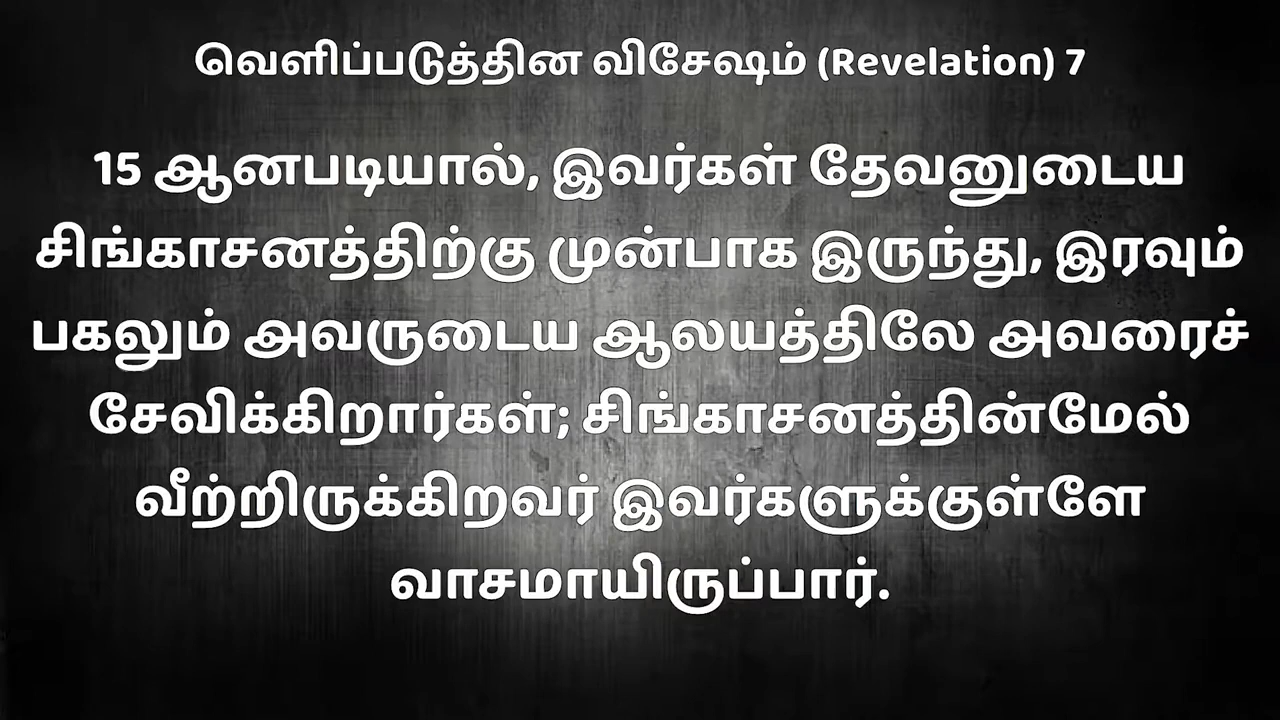 வெளிப்படுத்தின விசேஷம் (Revelation) 7
15 ஆனபடியால், இவர்கள் தேவனுடைய
சிங்காசனத்திற்கு முன்பாக இருந்து, இரவும்
பகலும் அவருடைய ஆலயத்திலே அவரைச்
சேவிக்கிறார்கள்; சிங்காசனத்தின்மேல்
வீற்றிருக்கிறவர் இவர்களுக்குள்ளே
வாசமாயிருப்பார்.